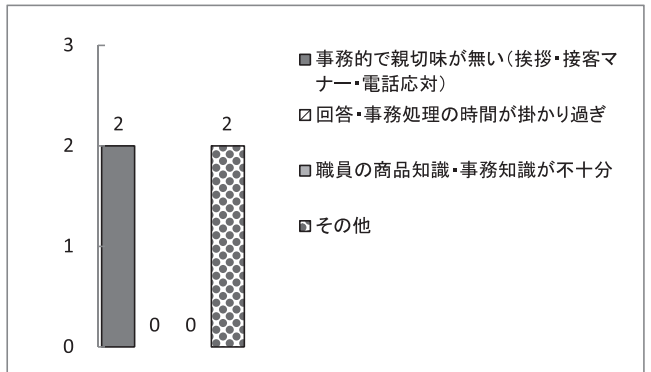 3
2
1
0
2
0
0
2
事務的で親切味が無い(挨拶・接客マ
ナー・電話応対)
回答・事務処理の時間が掛かり過ぎ
職員の商品知識・事務知識が不十分
その他